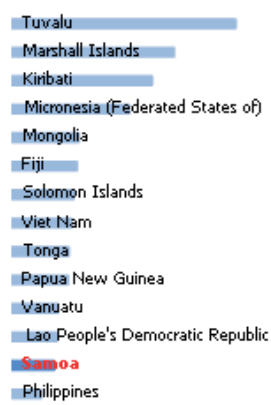 Tuvalu
Marshall Islands
Kiribati
Micronesia (Federated States of)
Mongolia
Fiji
Solomon Islands
Viet Nam
Tonga
Papua New Guinea
Vanuatu
Lao People's Democratic Republic
Samoa
Philippines